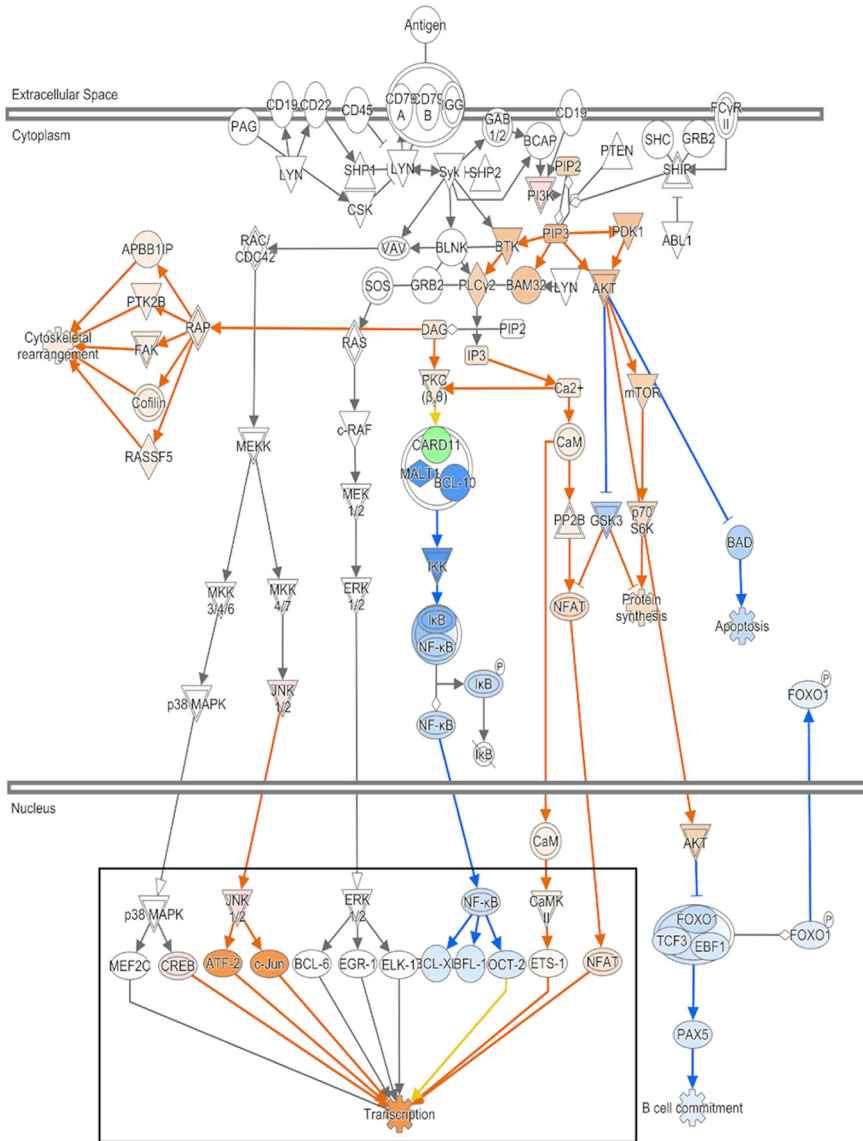 Antigen
Extracellular Space
Cytoplasm
CD19
CD22
CD45
CD79
A
CD79
B
IGG
GAB
1/2
CD19
FCγR
II
PAG
BCAP
PTEN
SHC
GRB2
LYN
SHP1
LYN
Syk
SHP2
PIP2
SHIP
CSK
PI3K
APBB1IP
RAC/
CDC42
VAV
BLNK
BTK
PIP3
PDK1
ABL1
PTK2B
SOS
GRB2
PLCγ2
BAM32
LYN
AKT
Cytoskeletal
rearrangement
RAP
FAK
RAS
DAG
PIP2
IP3
Cofilin
PKC
(β,θ)
Ca2+
mTOR
RASSF5
MEKK
c-RAF
CARD11
CaM
MALT1
BCL-10
MEK
1/2
PP2B
GSK3
p70
S6K
BAD
IKK
MKK
3/4/6
MKK
4/7
ERK
1/2
NFAT
Protein
synthesis
Apoptosis
IκB
NF-κB
P
IκB
P
FOXO1
p38 MAPK
JNK
1/2
NF-κB
IκB
Nucleus
CaM
AKT
p38 MAPK
JNK
1/2
ERK
1/2
NF-κB
CaMK
II
FOXO1
TCF3
EBF1
P
FOXO1
MEF2C
CREB
ATF-2
c-Jun
BCL-6
EGR-1
ELK-1
BCL-XL
BFL-1
OCT-2
ETS-1
NFAT
PAX5
Transcription
B cell commitment